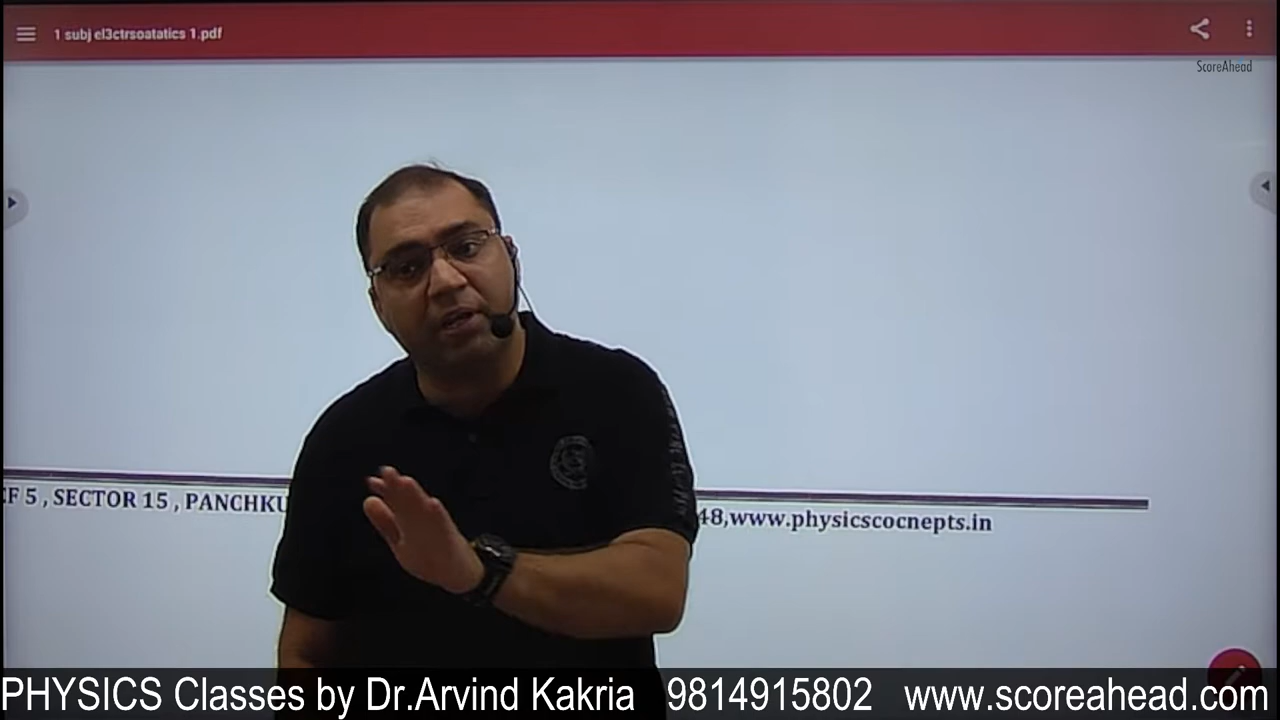 1 subj el3ctrsoatatics 1.pdf
ScoreAhead
EF 5 , SECTOR 15 , PANCHKU
48,www.physicscocnepts.in
PHYSICS Classes by Dr.Arvind Kakria 9814915802 www.scoreahead.com